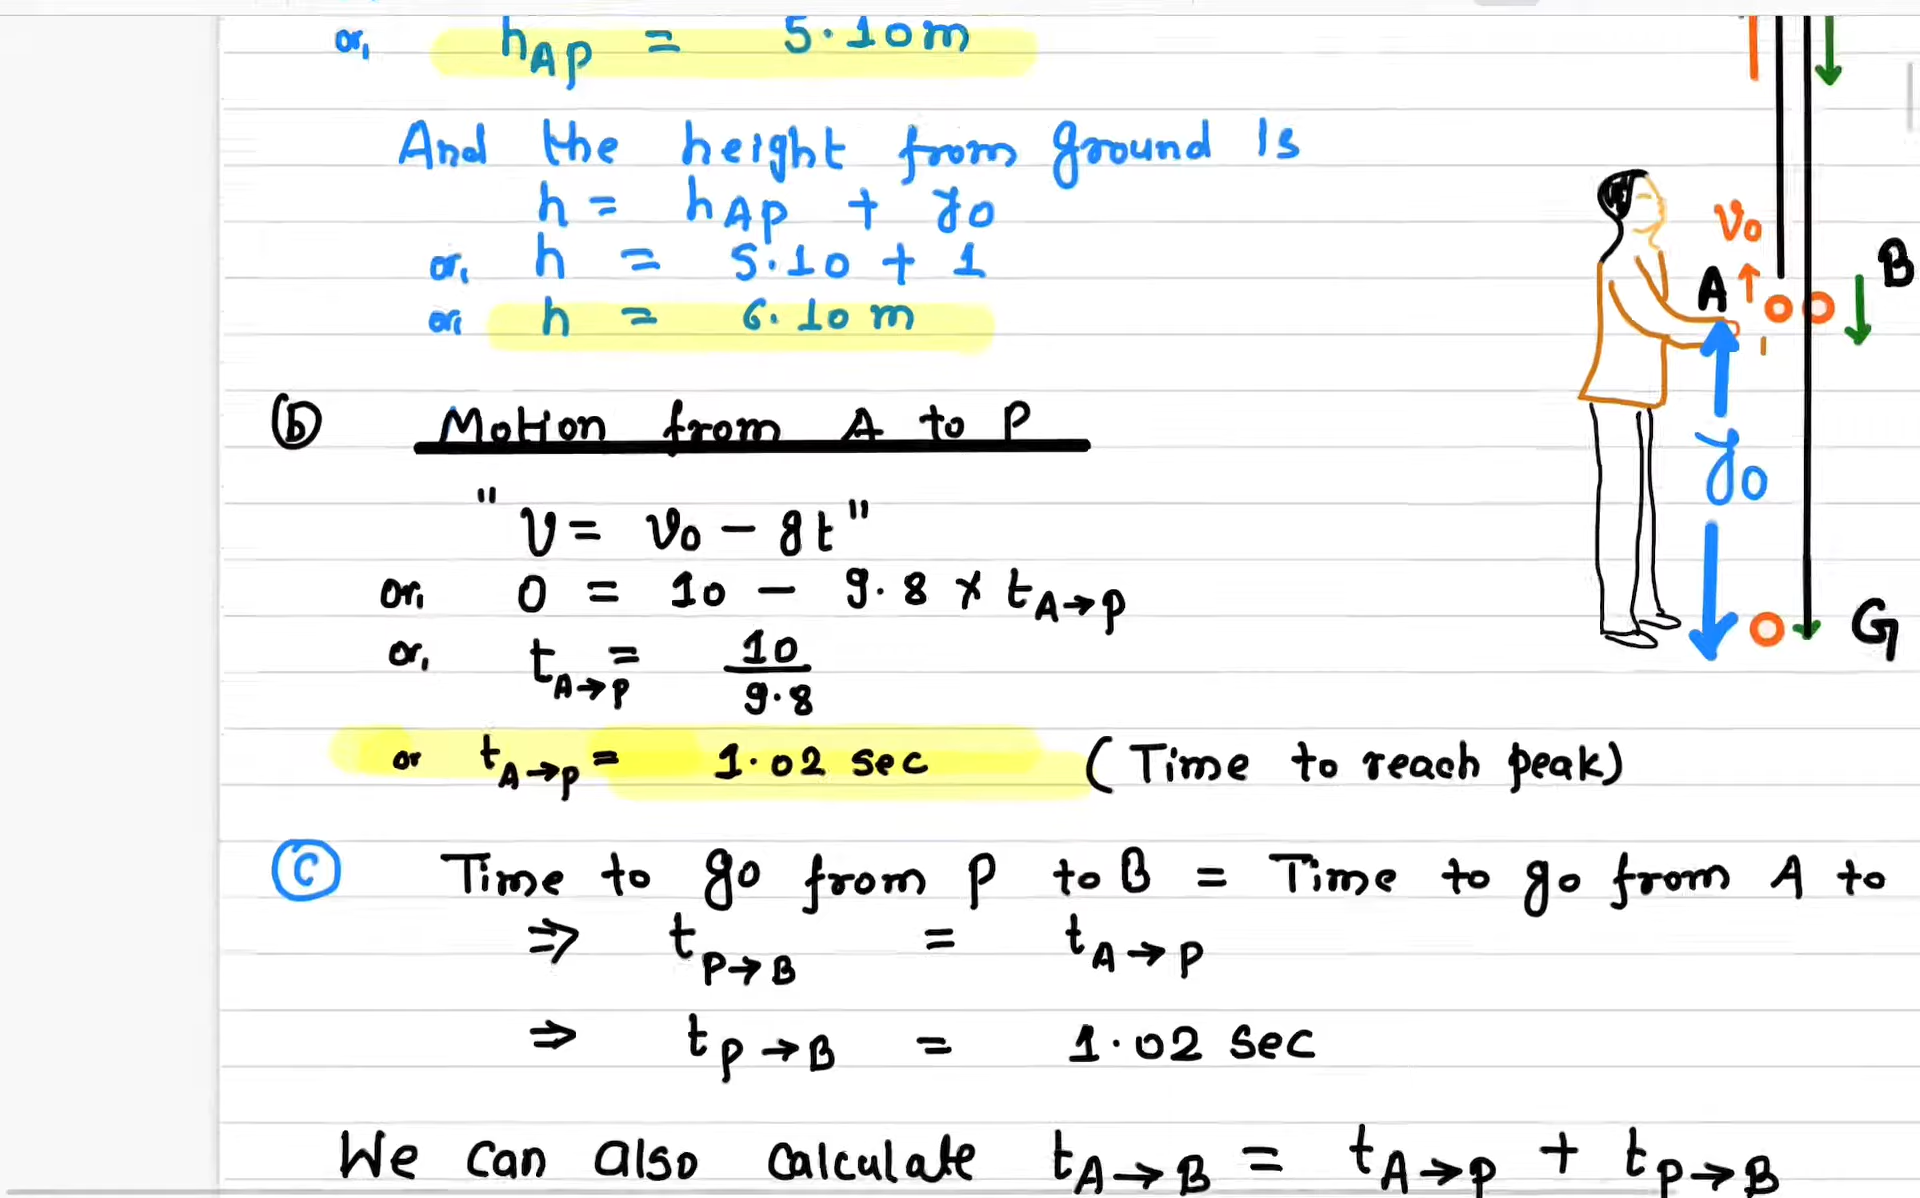 or, hAP = 5.10m
And the height from ground is
h = hAP + y0
or, h = 5.10 + 1
or, h = 6.10 m
(b) Motion from A to P
"v = v0 - gt"
or, 0 = 10 - 9.8 × tA→P
or, tA→P = 10/9.8
or tA→P = 1.02 sec (Time to reach peak)
(c) Time to go from P to B = Time to go from A to
⇒ tP→B = tA→P
⇒ tP→B = 1.02 sec
We can also calculate tA→B = tA→P + tP→B
v0
A
B
y0
G